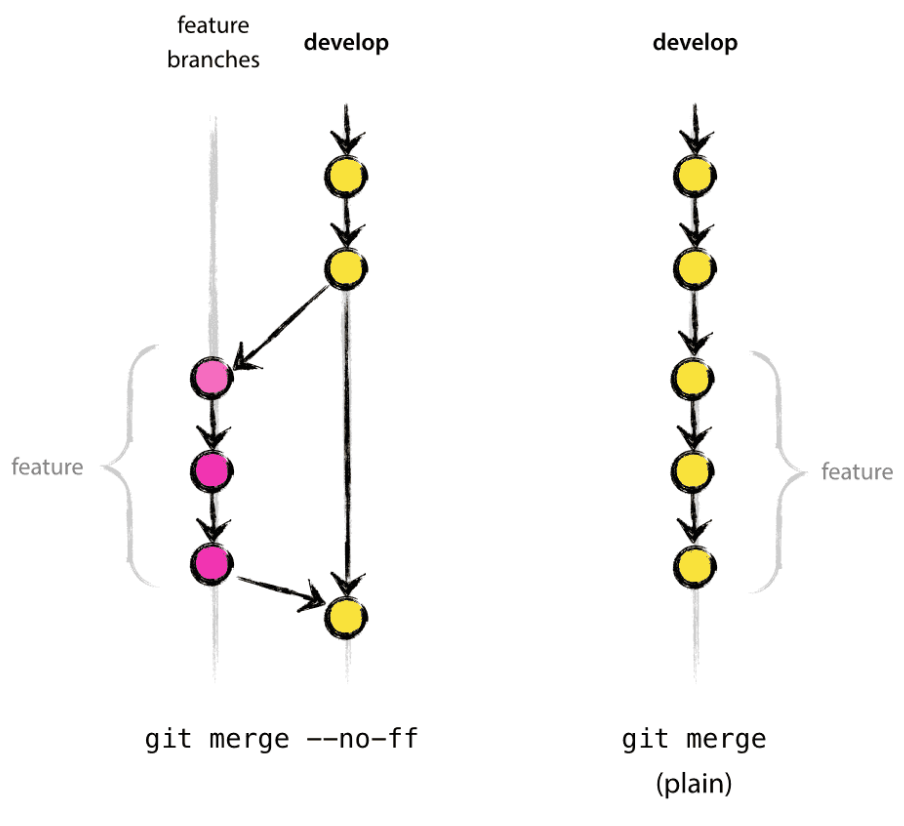 feature
branches
develop
develop
feature
feature
git merge --no-ff
git merge
(plain)